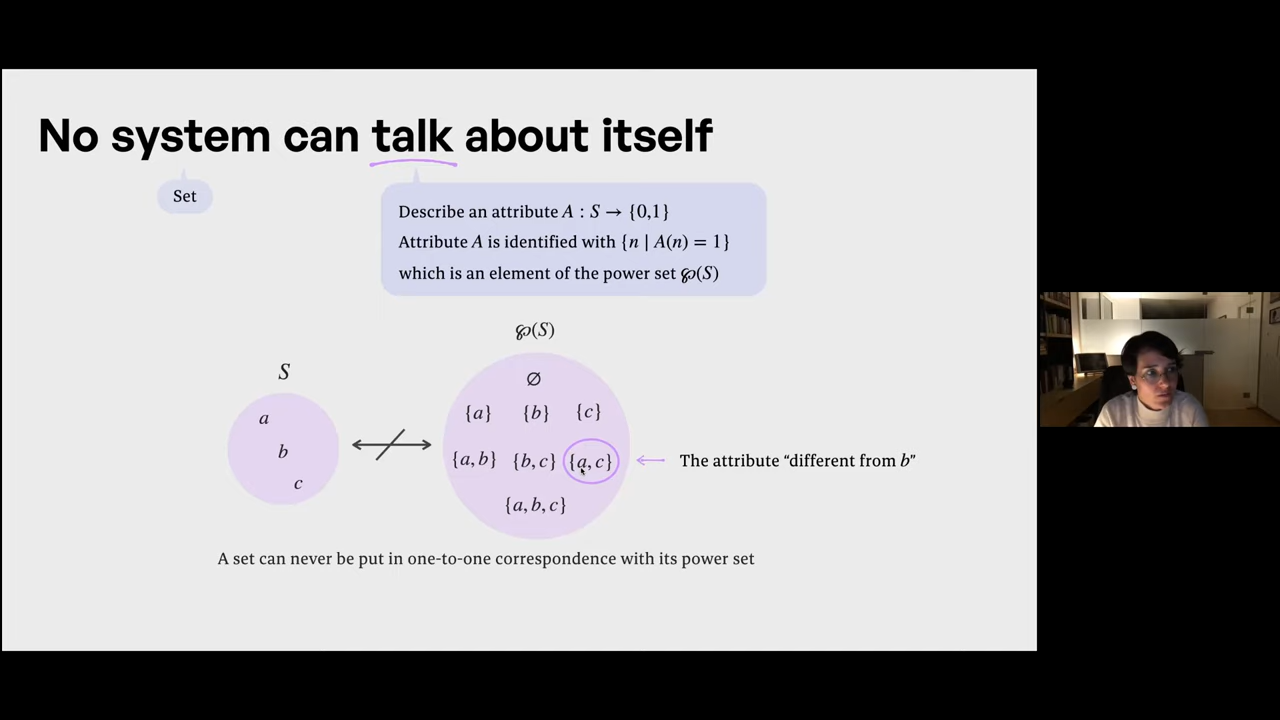 No system can talk about itself
Set
Describe an attribute A : S → {0,1}
Attribute A is identified with {n | A(n) = 1}
which is an element of the power set ℘(S)
℘(S)
S
∅
a
{a} {b} {c}
b
{a, b} {b, c} {a, c}
The attribute “different from b”
c
{a, b, c}
A set can never be put in one-to-one correspondence with its power set